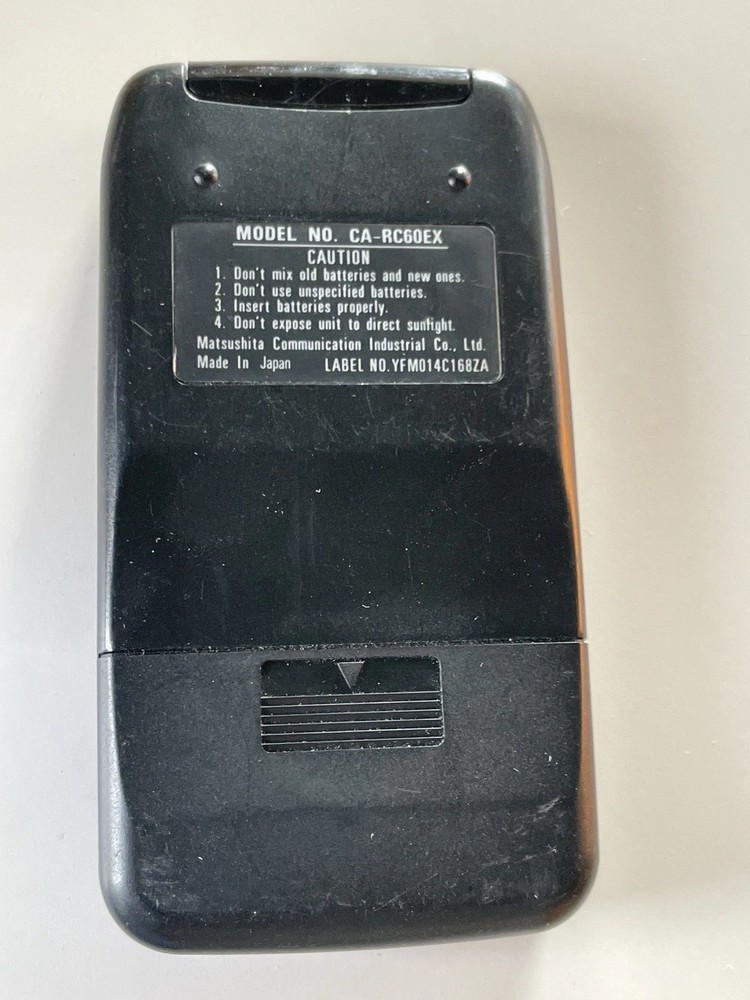 MODEL NO. CA-RC60EX
CAUTION
1. Don't mix old batteries and new ones.
2. Don't use unspecified batteries.
3. Insert batteries properly.
4. Don't expose unit to direct sunlight.
Matsushita Communication Industrial Co., Ltd.
Made In Japan LABEL NO.YFM014C168ZA